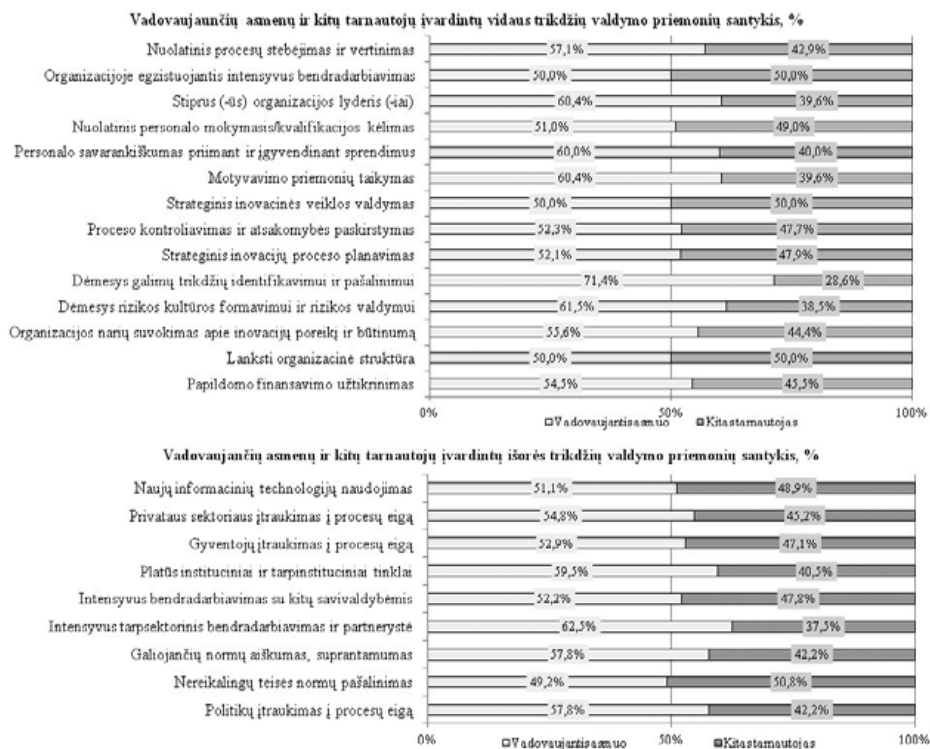 Vadovaujaunčių asmenų ir kitų tarnautojų įvardintų vidaus trikdžių valdymo priemonių santykis, %
Nuolatinis procesų stebėjimas ir vertinimas 57,1% 42,9%
Organizacijoje egzistuojantis intensyvus bendradarbiavimas 50,0% 50,0%
Stiprus (-ūs) organizacijos lyderis (-iai) 60,4% 39,6%
Nuolatinis personalo mokymasis/kvalifikacijos kėlimas 51,0% 49,0%
Personalo savarankiškumas priimant ir įgyvendinant sprendimus 60,0% 40,0%
Motyvavimo priemonių taikymas 60,4% 39,6%
Strateginis inovacinės veiklos valdymas 50,0% 50,0%
Proceso kontroliavimas ir atsakomybės paskirstymas 52,3% 47,7%
Strateginis inovacijų proceso planavimas 52,1% 47,9%
Dėmesys galimų trikdžių identifikavimui ir pašalinimui 71,4% 28,6%
Dėmesys rizikos kultūros formavimui ir rizikos valdymui 61,5% 38,5%
Organizacijos narių suvokimas apie inovacijų poreikį ir būtinumą 55,6% 44,4%
Lanksti organizacinė struktūra 50,0% 50,0%
Papildomo finansavimo užtikrinimas 54,5% 45,5%
0% 50% 100%
Vadovaujantis asmuo Kitas tarnautojas
Vadovaujančių asmenų ir kitų tarnautojų įvardintų išorės trikdžių valdymo priemonių santykis, %
Naujų informacinių technologijų naudojimas 51,1% 48,9%
Privataus sektoriaus įtraukimas į procesų eigą 54,8% 45,2%
Gyventojų įtraukimas į procesų eigą 52,9% 47,1%
Platūs instituciniai ir tarpinstituciniai tinklai 59,5% 40,5%
Intensyvus bendradarbiavimas su kitų savivaldybėmis 52,2% 47,8%
Intensyvus tarpsektorinis bendradarbiavimas ir partnerystė 62,5% 37,5%
Galiojančių normų aiškumas, suprantamumas 57,8% 42,2%
Nereikalingų teisės normų pašalinimas 49,2% 50,8%
Politikų įtraukimas į procesų eigą 57,8% 42,2%
0% 50% 100%
Vadovaujantis asmuo Kitas tarnautojas